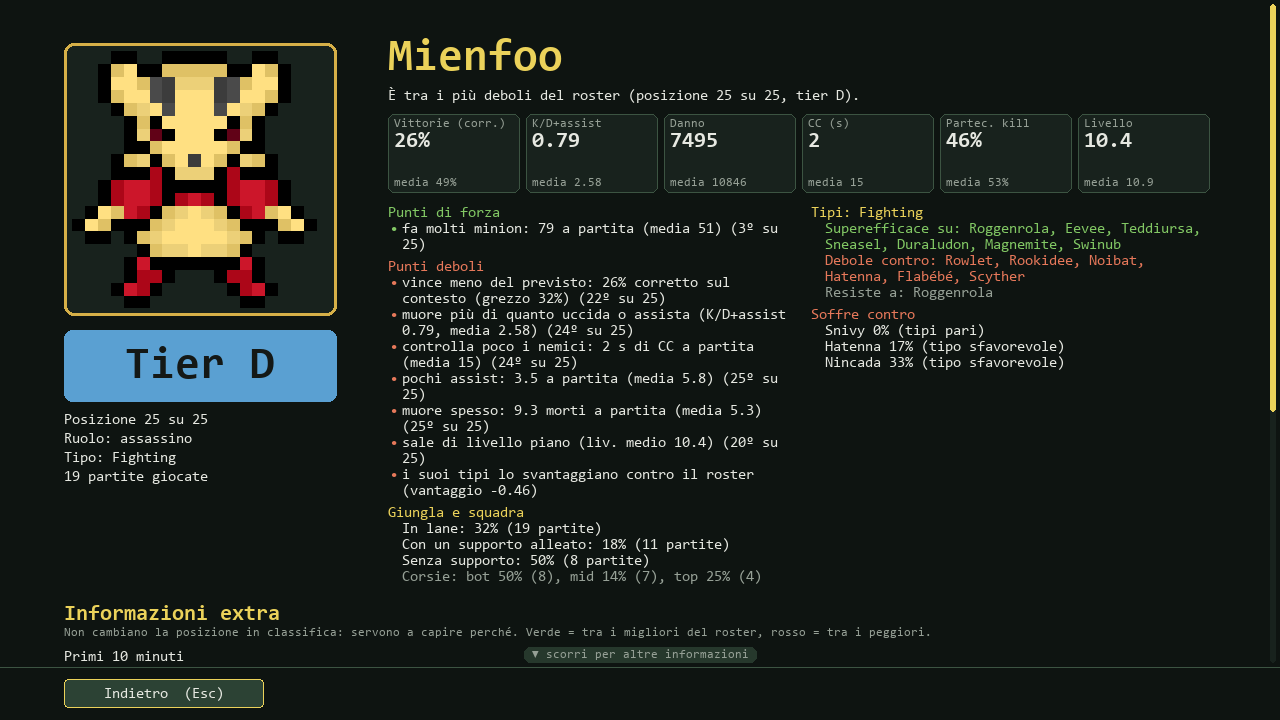 Mienfoo
È tra i più deboli del roster (posizione 25 su 25, tier D).
Vittorie (corr.)
26%
media 49%
K/D+assist
0.79
media 2.58
Danno
7495
media 10846
CC (s)
2
media 15
Partec. kill
46%
media 53%
Livello
10.4
media 10.9
Tier D
Posizione 25 su 25
Ruolo: assassino
Tipo: Fighting
19 partite giocate
Punti di forza
• fa molti minion: 79 a partita (media 51) (3º su
25)
Punti deboli
• vince meno del previsto: 26% corretto sul
contesto (grezzo 32%) (22º su 25)
• muore più di quanto uccida o assista (K/D+assist
0.79, media 2.58) (24º su 25)
• controlla poco i nemici: 2 s di CC a partita
(media 15) (24º su 25)
• pochi assist: 3.5 a partita (media 5.8) (25º su
25)
• muore spesso: 9.3 morti a partita (media 5.3)
(25º su 25)
• sale di livello piano (liv. medio 10.4) (20º su
25)
• i suoi tipi lo svantaggiano contro il roster
(vantaggio -0.46)
Giungla e squadra
In lane: 32% (19 partite)
Con un supporto alleato: 18% (11 partite)
Senza supporto: 50% (8 partite)
Corsie: bot 50% (8), mid 14% (7), top 25% (4)
Tipi: Fighting
Superefficace su: Roggenrola, Eevee, Teddiursa,
Sneasel, Duraludon, Magnemite, Swinub
Debole contro: Rowlet, Rookidee, Noibat,
Hatenna, Flabébé, Scyther
Resiste a: Roggenrola
Soffre contro
Snivy 0% (tipi pari)
Hatenna 17% (tipo sfavorevole)
Nincada 33% (tipo sfavorevole)
Informazioni extra
Non cambiano la posizione in classifica: servono a capire perché. Verde = tra i migliori del roster, rosso = tra i peggiori.
Primi 10 minuti
▼ scorri per altre informazioni
Indietro (Esc)